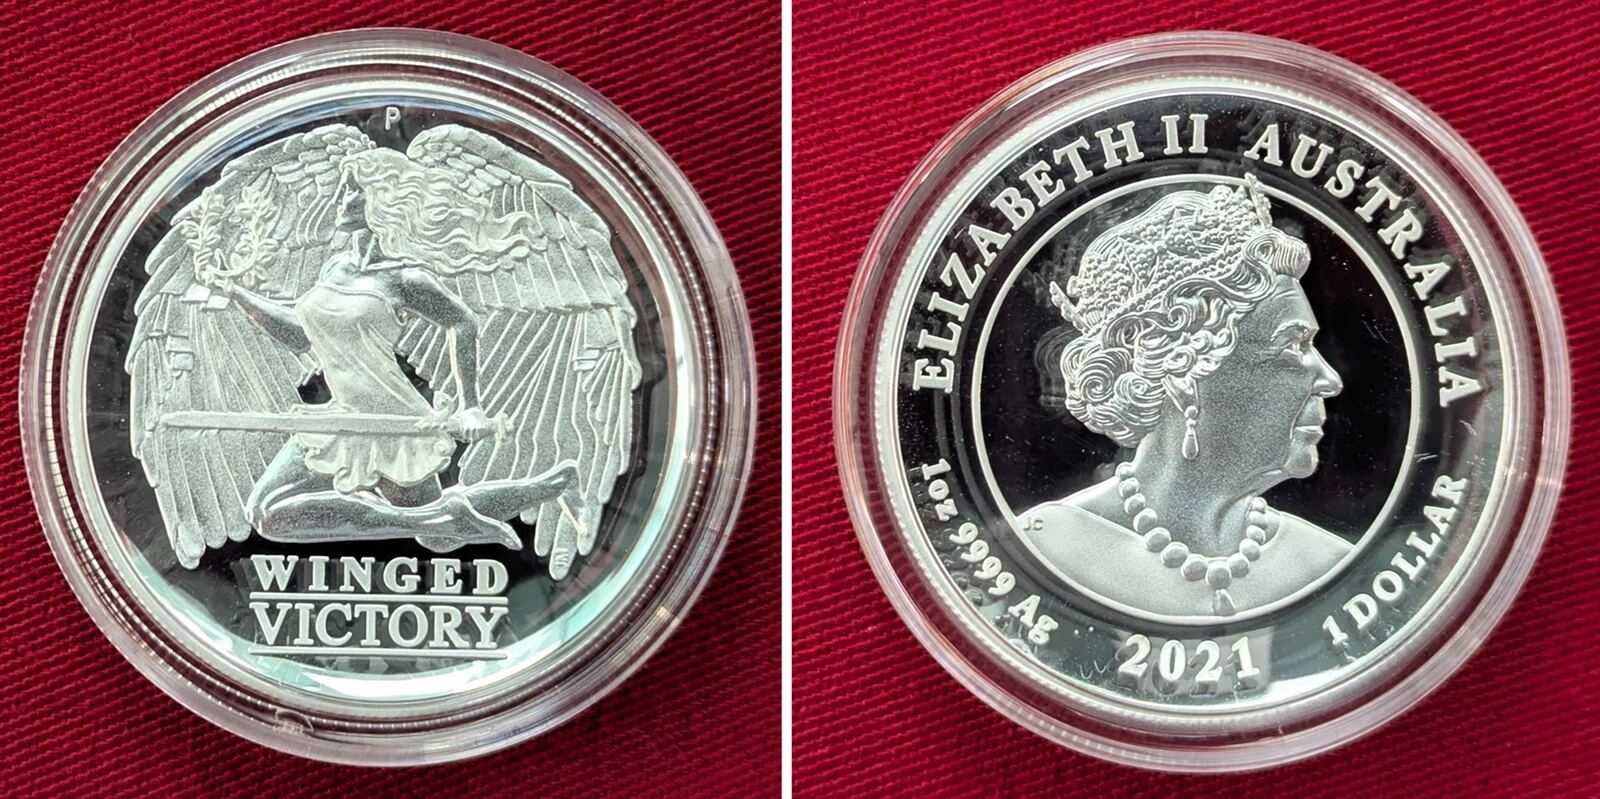 P
WINGED
VICTORY
ELIZABETH II AUSTRALIA
JC
1oz 9999 Ag
2021
1 DOLLAR